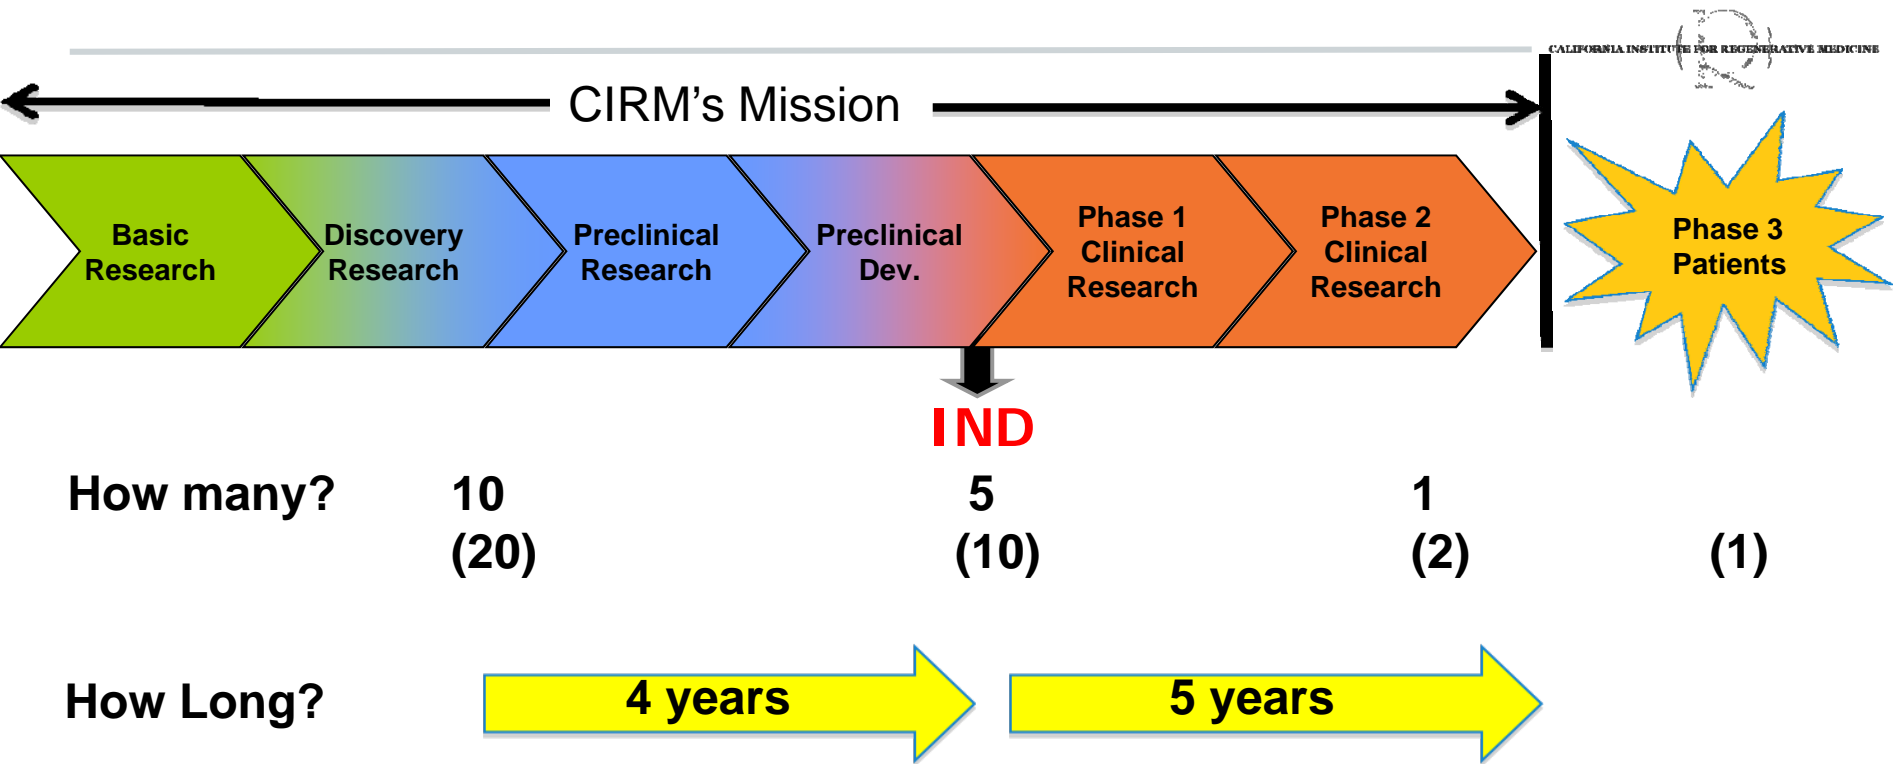 CALIFORNIA INSTITUTE FOR REGENERATIVE MEDICINE
CIRM's Mission
Basic
Research
Discovery
Research
Preclinical
Research
Preclinical
Dev.
Phase 1
Clinical
Research
Phase 2
Clinical
Research
Phase 3
Patients
IND
How many? 10 5 1
(20) (10) (2) (1)
How Long? 4 years 5 years